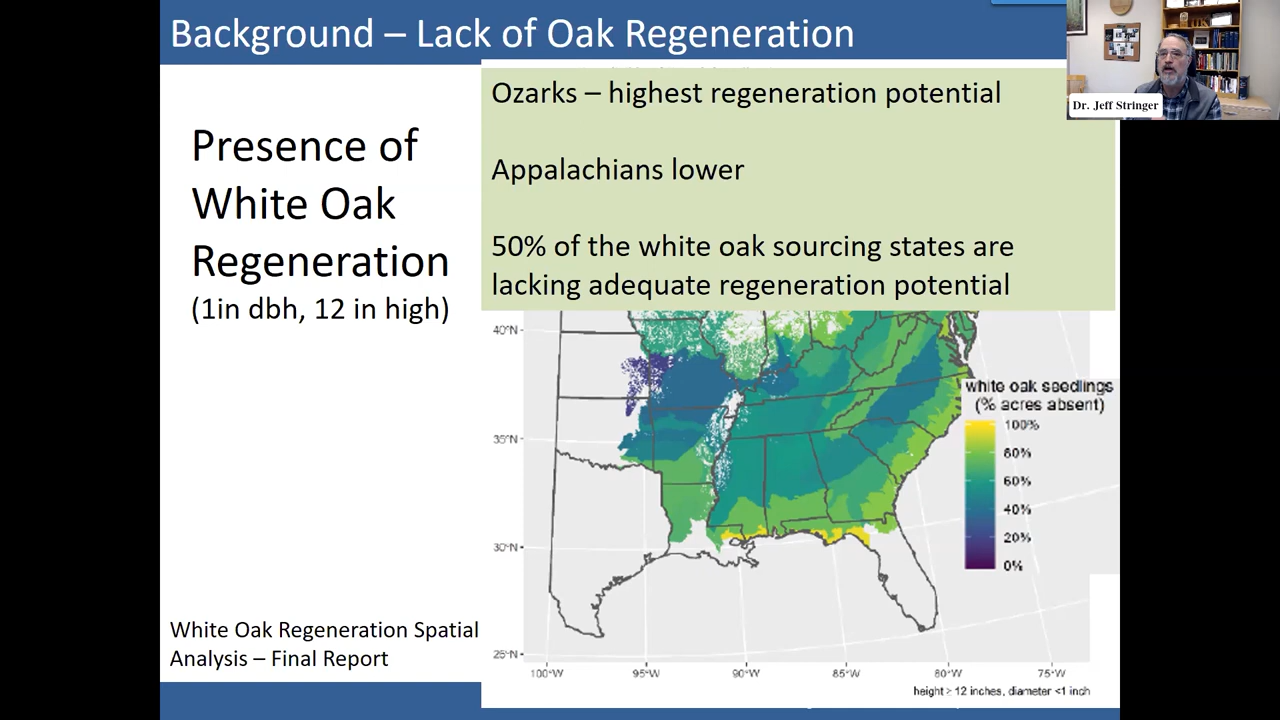 Background – Lack of Oak Regeneration
Dr. Jeff Stringer
Presence of
White Oak
Regeneration
(1in dbh, 12 in high)
Ozarks – highest regeneration potential
Appalachians lower
50% of the white oak sourcing states are
lacking adequate regeneration potential
40°N
35°N
30°N
25°N
100°W
95°W
90°W
85°W
80°W
75°W
white oak seedlings
(% acres absent)
100%
80%
60%
40%
20%
0%
height ≥ 12 inches, diameter <1 inch
White Oak Regeneration Spatial
Analysis – Final Report